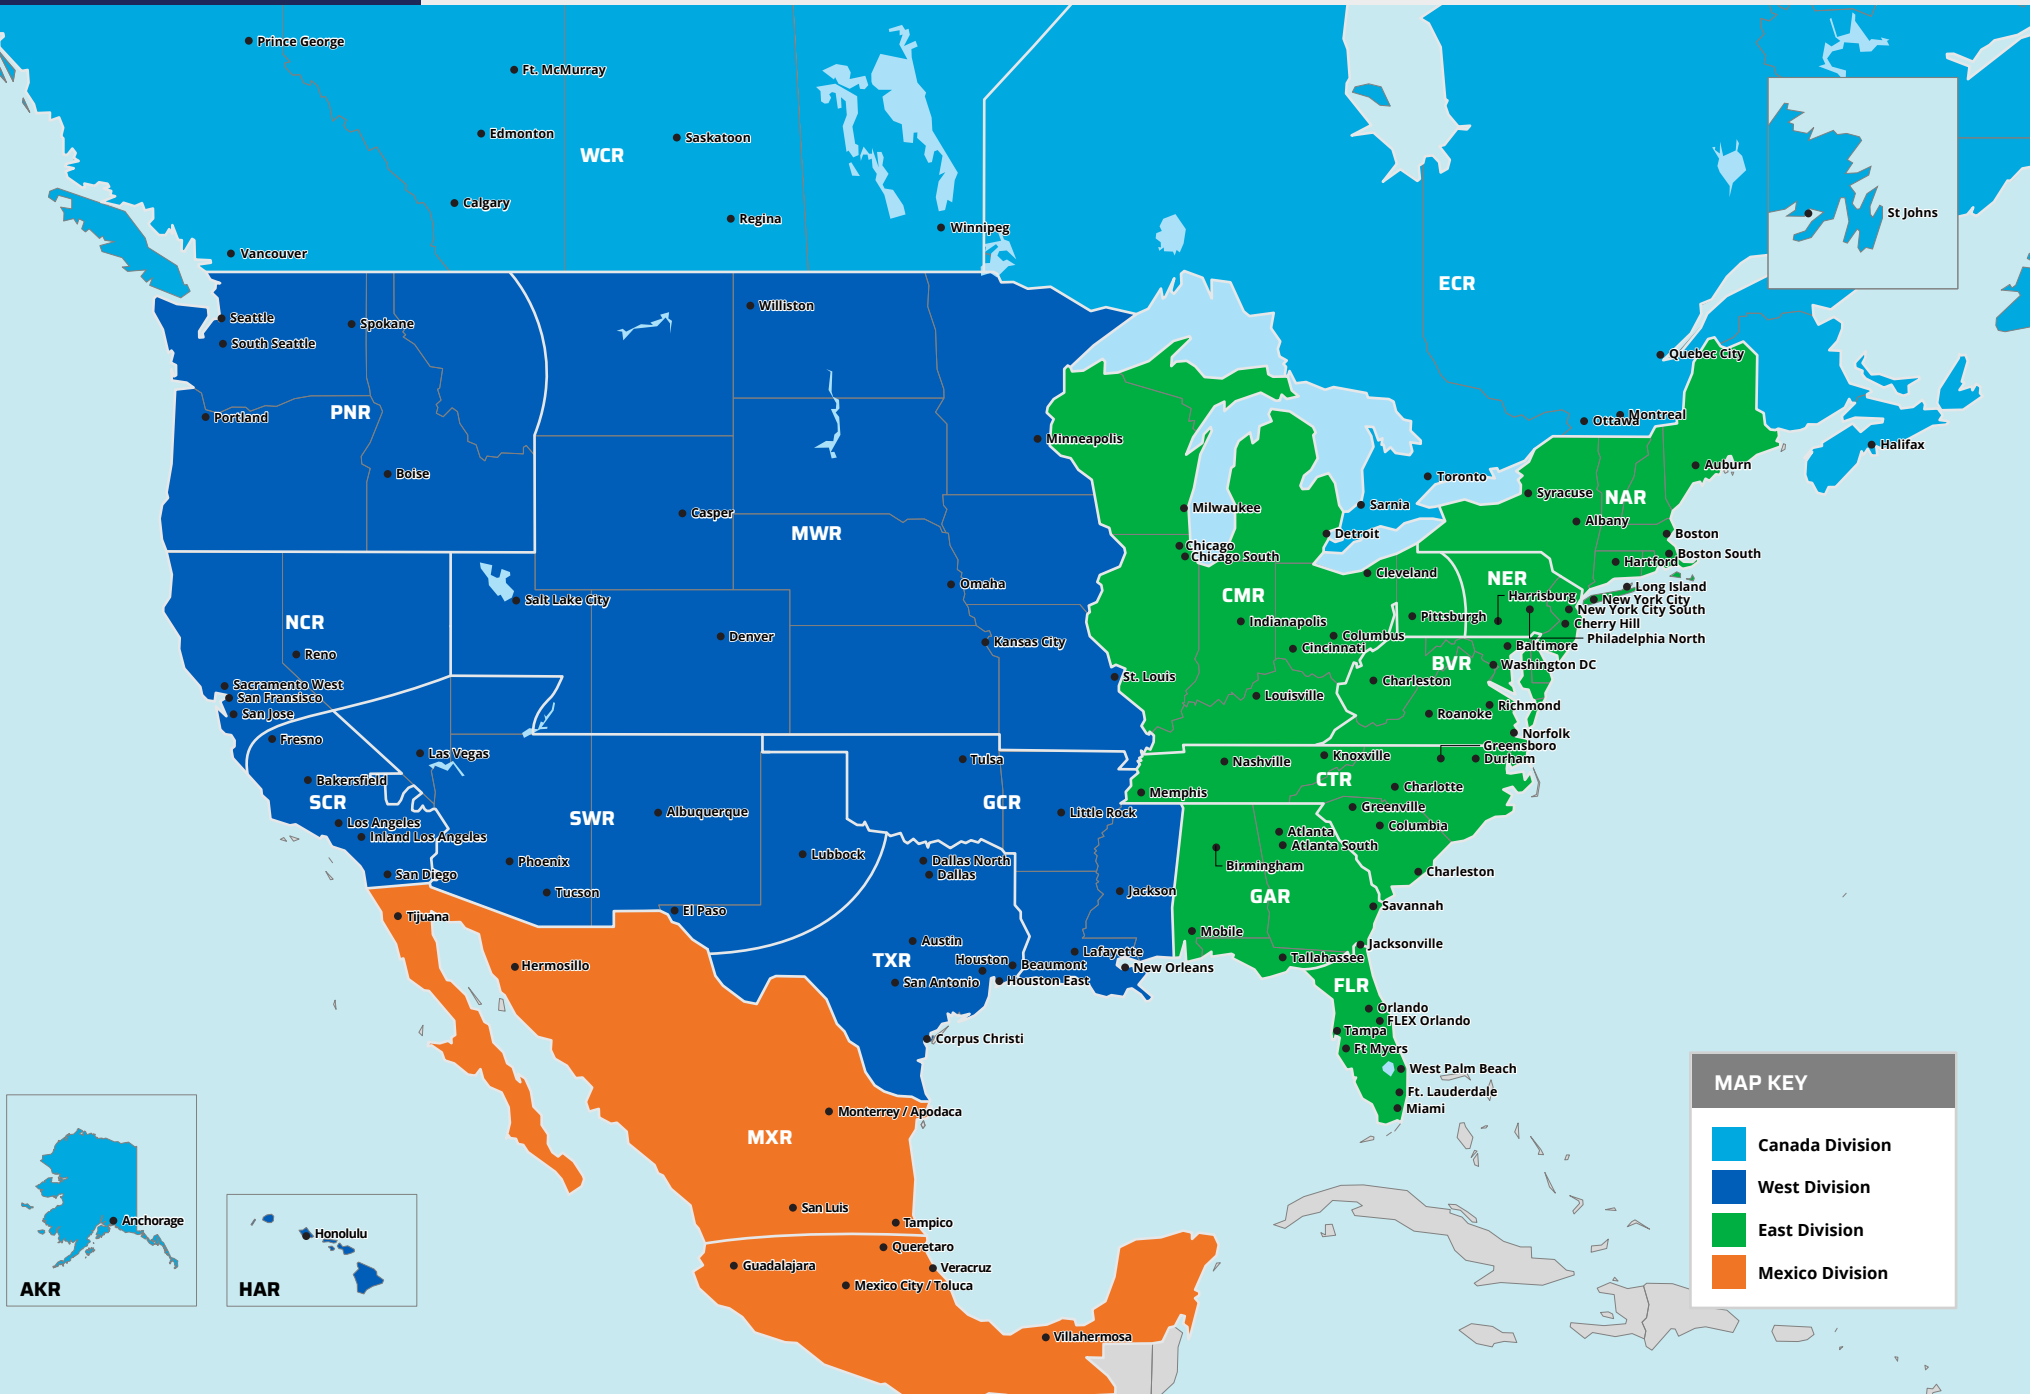 Prince George
Ft. McMurray
Edmonton
Saskatoon
WCR
Calgary
Regina
Winnipeg
Vancouver
St Johns
ECR
Williston
Seattle
Spokane
South Seattle
Quebec City
PNR
Portland
Montreal
Ottawa
Minneapolis
Halifax
Boise
Auburn
Toronto
Syracuse
NAR
Casper
Milwaukee
Sarnia
Albany
MWR
Detroit
Boston
Chicago
Chicago South
Boston South
Hartford
Cleveland
NER
Omaha
Long Island
CMR
Harrisburg
New York City
Salt Lake City
New York City South
NCR
Indianapolis
Pittsburgh
Cherry Hill
Denver
Columbus
Philadelphia North
Kansas City
Cincinnati
Baltimore
Reno
BVR
Washington DC
St. Louis
Charleston
Sacramento West
San Fransisco
Louisville
San Jose
Richmond
Roanoke
Fresno
Norfolk
Las Vegas
Greensboro
Tulsa
Nashville
Knoxville
Durham
Bakersfield
CTR
Memphis
Charlotte
SCR
GCR
Greenville
SWR
Albuquerque
Little Rock
Los Angeles
Columbia
Inland Los Angeles
Atlanta
Atlanta South
Lubbock
Phoenix
Dallas North
Birmingham
San Diego
Dallas
Charleston
Tucson
Jackson
GAR
El Paso
Savannah
Tijuana
Mobile
Austin
Jacksonville
Lafayette
TXR
Houston
Tallahassee
Hermosillo
Beaumont
New Orleans
San Antonio
Houston East
FLR
Orlando
FLEX Orlando
Tampa
Corpus Christi
Ft Myers
West Palm Beach
MAP KEY
Ft. Lauderdale
Miami
Monterrey / Apodaca
MXR
Canada Division
West Division
San Luis
Anchorage
Tampico
East Division
Honolulu
Queretaro
Guadalajara
Veracruz
Mexico Division
Mexico City / Toluca
AKR
HAR
Villahermosa